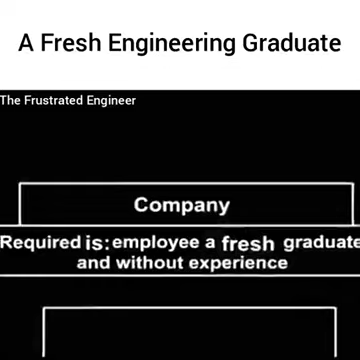 A Fresh Engineering Graduate
The Frustrated Engineer
Company
Required is: employee a fresh graduate
and without experience